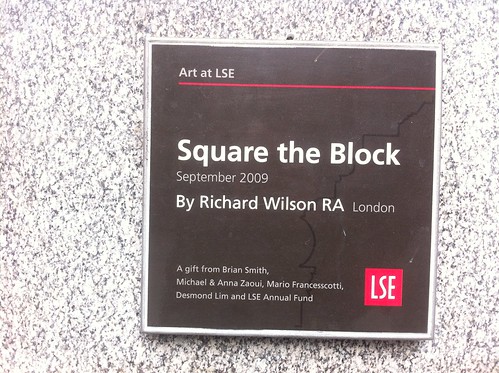 Art at LSE
Square the Block
September 2009
By Richard Wilson RA London
A gift from Brian Smith,
Michael & Anna Zaoui, Mario Francesscotti,
Desmond Lim and LSE Annual Fund
LSE